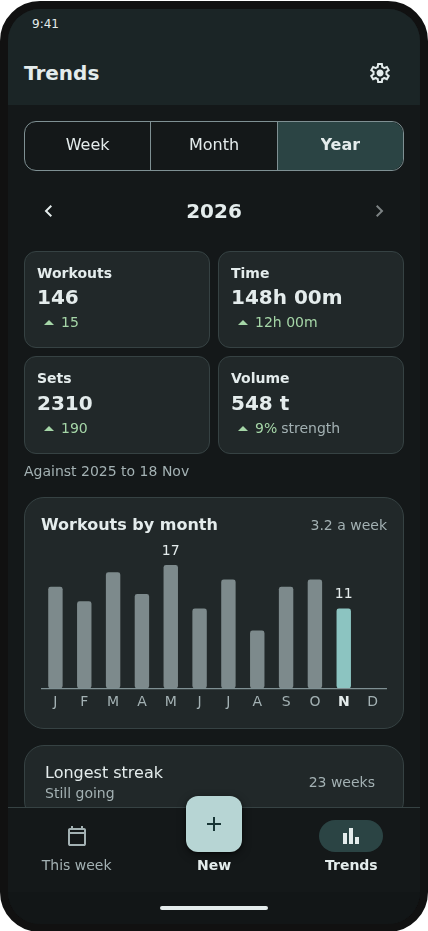 9:41
Trends
Week Month Year
2026
Workouts
146
15
Time
148h 00m
12h 00m
Sets
2310
190
Volume
548 t
9% strength
Against 2025 to 18 Nov
Workouts by month 3.2 a week
17
11
J F M A M J J A S O N D
Longest streak
Still going
23 weeks
This week New Trends